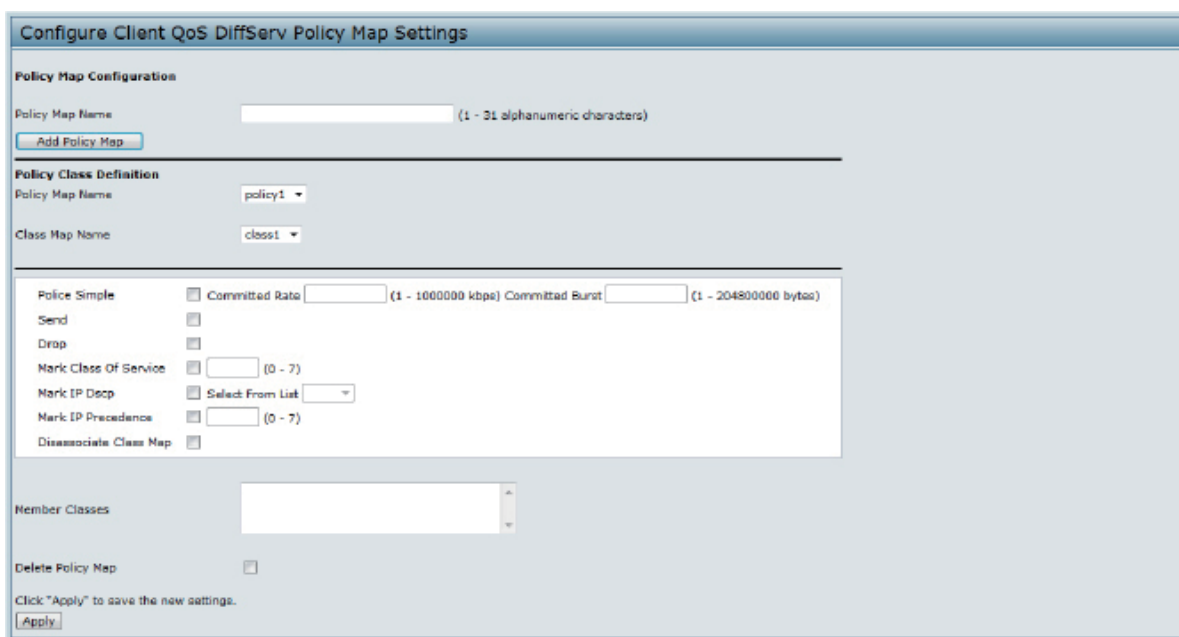 Configure Client QoS DiffServ Policy Map Settings
Policy Map Configuration
Policy Map Name (1 - 31 alphanumeric characters)
Add Policy Map
Policy Class Definition
Policy Map Name policy1
Class Map Name class1
Police Simple Committed Rate (1 - 1000000 kbps) Committed Burst (1 - 204800000 bytes)
Send
Drop
Mark Class Of Service (0 - 7)
Mark IP Dscp Select From List
Mark IP Precedence (0 - 7)
Disassociate Class Map
Member Classes
Delete Policy Map
Click "Apply" to save the new settings.
Apply